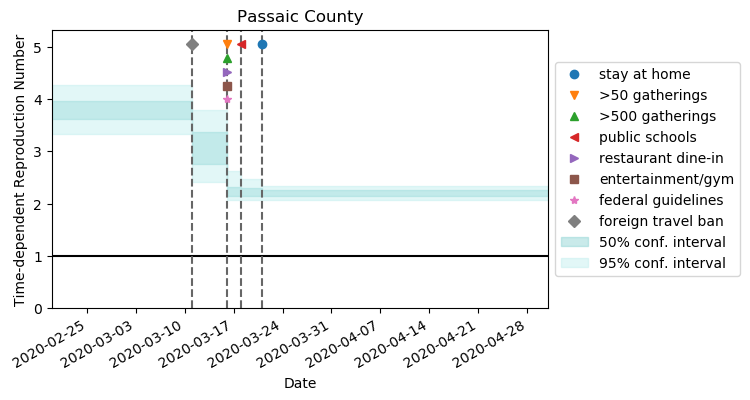 Passaic County
Time-dependent Reproduction Number
5
4
3
2
1
0
2020-02-25
2020-03-03
2020-03-10
2020-03-17
2020-03-24
2020-03-31
2020-04-07
2020-04-14
2020-04-21
2020-04-28
Date
stay at home
>50 gatherings
>500 gatherings
public schools
restaurant dine-in
entertainment/gym
federal guidelines
foreign travel ban
50% conf. interval
95% conf. interval